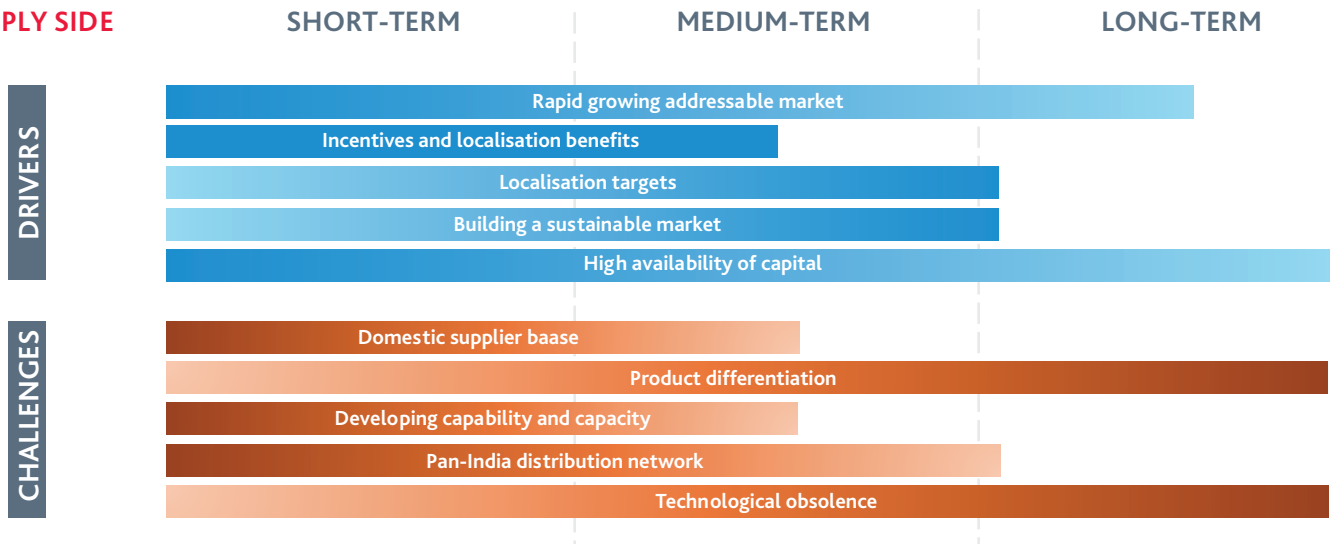 PLY SIDE SHORT-TERM MEDIUM-TERM LONG-TERM
DRIVERS
Rapid growing addressable market
Incentives and localisation benefits
Localisation targets
Building a sustainable market
High availability of capital
CHALLENGES
Domestic supplier baase
Product differentiation
Developing capability and capacity
Pan-India distribution network
Technological obsolence